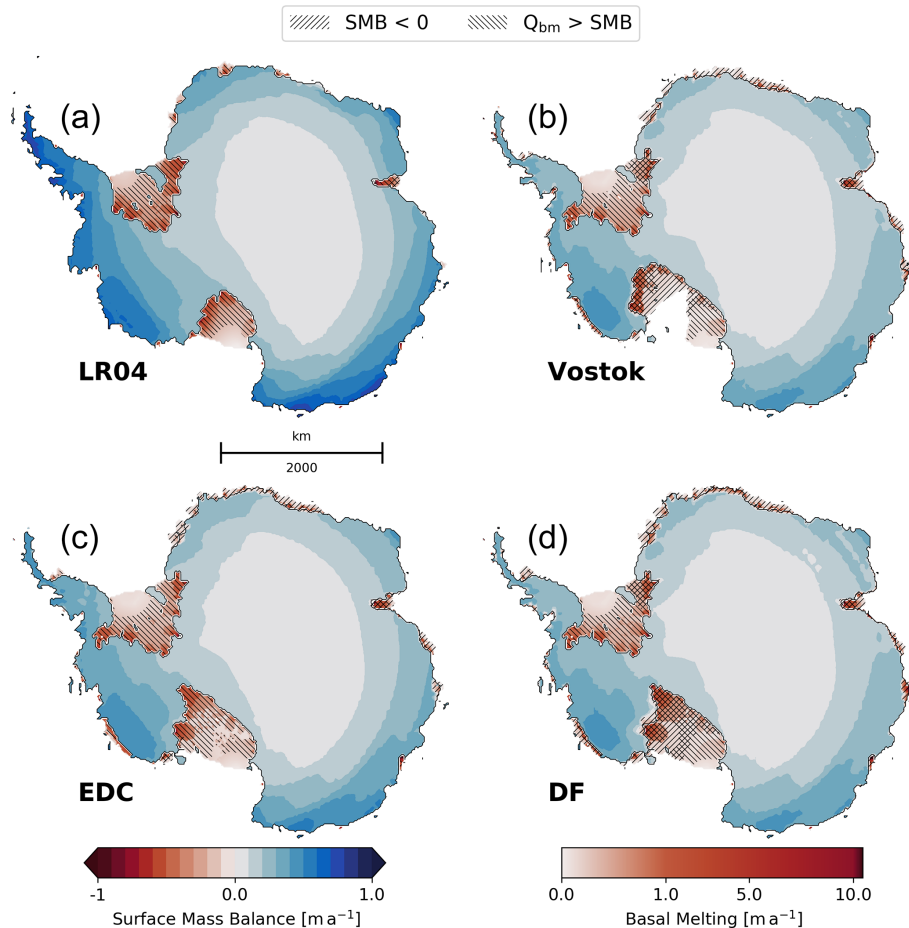 SMB < 0 Q_bm > SMB
(a) (b)
LR04 Vostok
km
2000
(c) (d)
EDC DF
-1 0.0 1.0 0.0 1.0 5.0 10.0
Surface Mass Balance [m a⁻¹] Basal Melting [m a⁻¹]